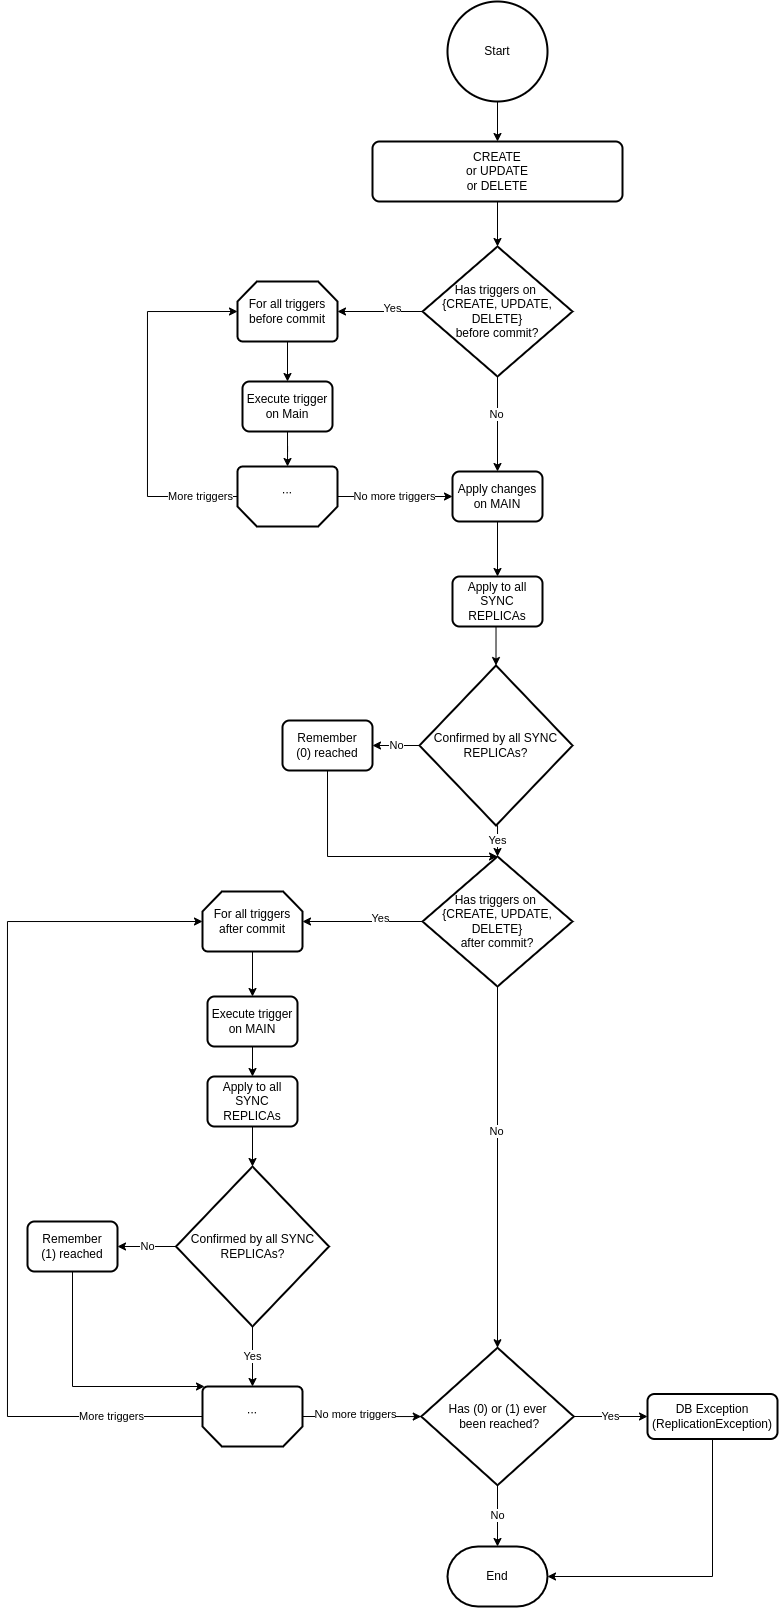 Start
CREATE
or UPDATE
or DELETE
Has triggers on
{CREATE, UPDATE,
DELETE}
before commit?
Yes
For all triggers
before commit
Execute trigger
on Main
...
More triggers
No more triggers
No
Apply changes
on MAIN
Apply to all
SYNC
REPLICAs
Confirmed by all SYNC
REPLICAs?
No
Remember
(0) reached
Yes
Has triggers on
{CREATE, UPDATE,
DELETE}
after commit?
Yes
For all triggers
after commit
Execute trigger
on MAIN
Apply to all
SYNC
REPLICAs
No
Confirmed by all SYNC
REPLICAs?
No
Remember
(1) reached
Yes
...
More triggers
No more triggers
Has (0) or (1) ever
been reached?
Yes
DB Exception
(ReplicationException)
No
End